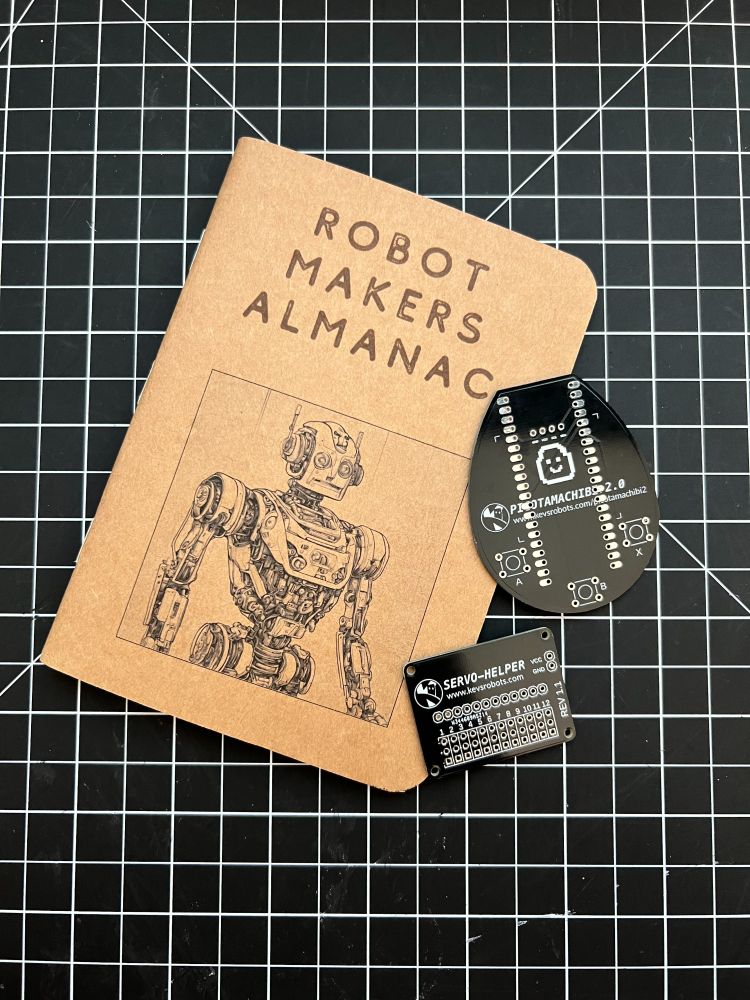 ROBOT
MAKERS
ALMANAC
2.0
www.kevsrobots.com/picotamachibi2
A
B
X
SERVO-HELPER
www.kevsrobots.com
VCC
GND
1 2 3 4 5 6 7 8 9 10 11 12
REV 1.1